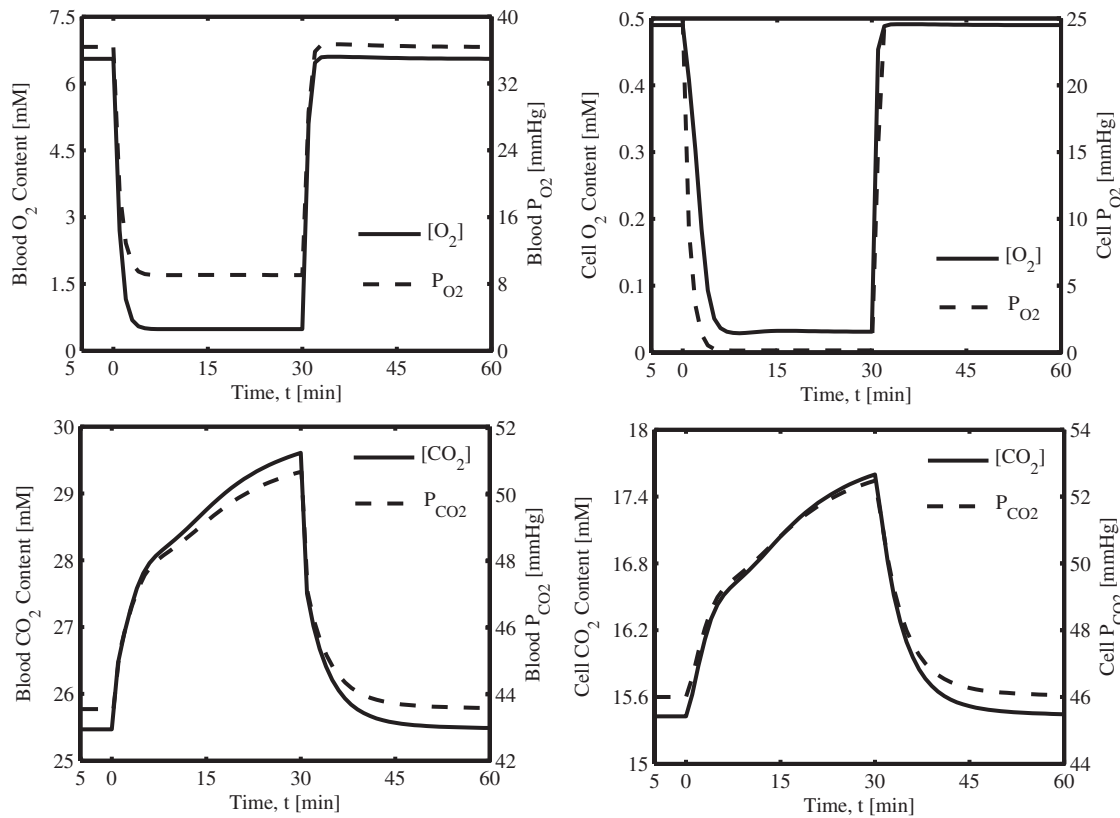 7.5
6
4.5
3
1.5
0
Blood O2 Content [mM]
40
32
24
16
8
0
Blood PO2 [mmHg]
[O2]
PO2
5 0 15 30 45 60
Time, t [min]
0.5
0.4
0.3
0.2
0.1
0
Cell O2 Content [mM]
25
20
15
10
5
0
Cell PO2 [mmHg]
[O2]
PO2
5 0 15 30 45 60
Time, t [min]
30
29
28
27
26
25
Blood CO2 Content [mM]
52
50
48
46
44
42
Blood PCO2 [mmHg]
[CO2]
PCO2
5 0 15 30 45 60
Time, t [min]
18
17.4
16.8
16.2
15.6
15
Cell CO2 Content [mM]
54
52
50
48
46
44
Cell PCO2 [mmHg]
[CO2]
PCO2
5 0 15 30 45 60
Time, t [min]